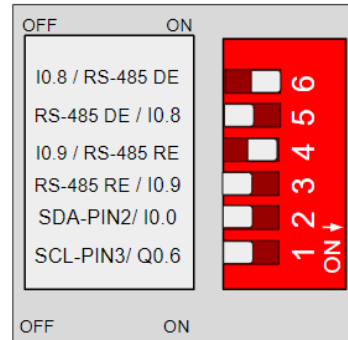 OFF ON
I0.8 / RS-485 DE
RS-485 DE / I0.8
I0.9 / RS-485 RE
RS-485 RE / I0.9
SDA-PIN2/ I0.0
SCL-PIN3/ Q0.6
OFF ON
6
5
4
3
2
1
ON